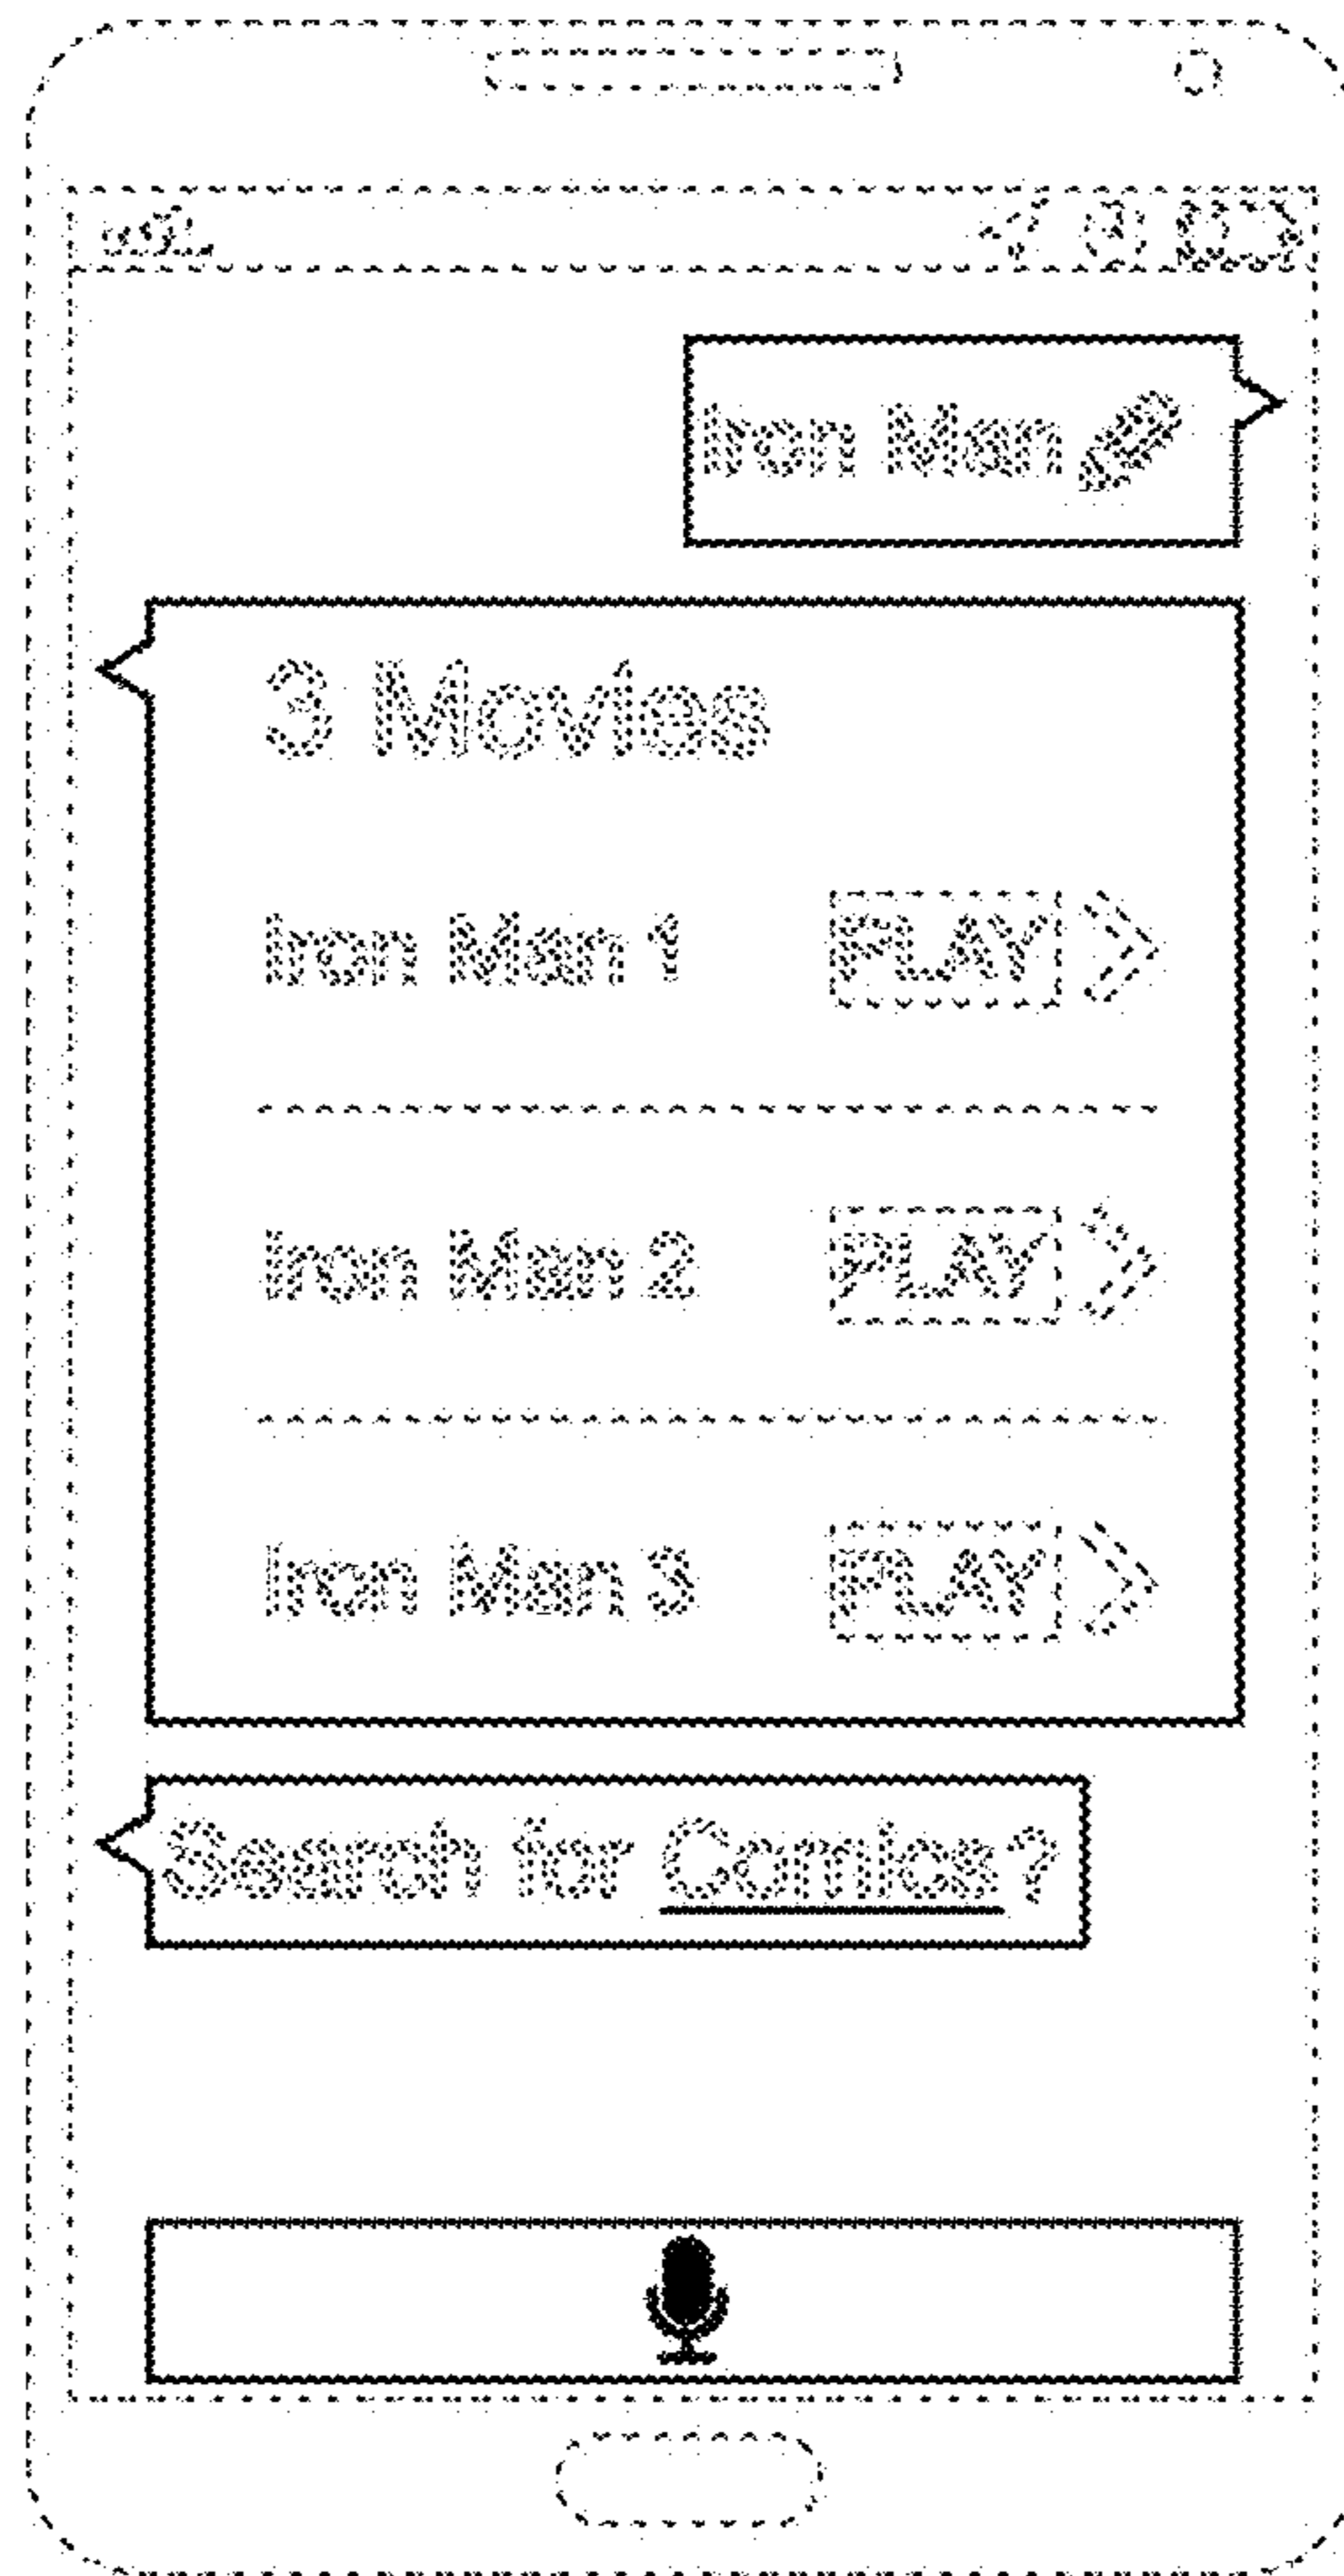 Iron Man
3 Movies
Iron Man 1 PLAY
Iron Man 2 PLAY
Iron Man 3 PLAY
Search for Comics?